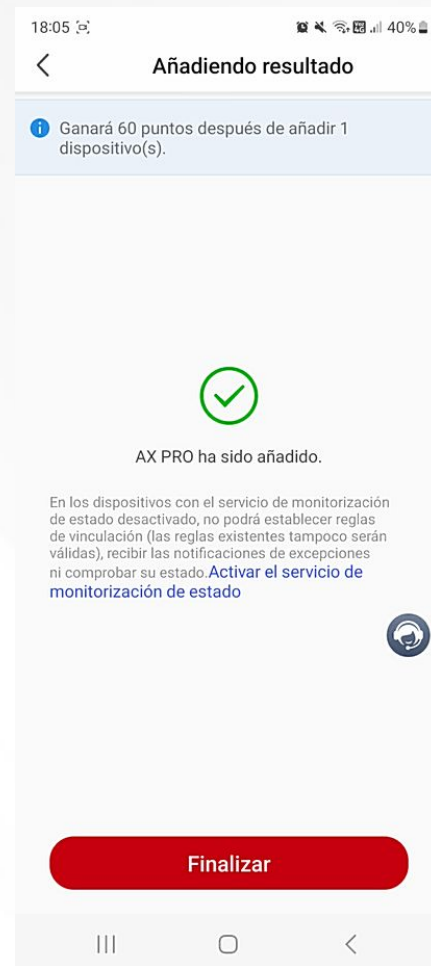 18:05
40%
Añadiendo resultado
Ganará 60 puntos después de añadir 1
dispositivo(s).
AX PRO ha sido añadido.
En los dispositivos con el servicio de monitorización
de estado desactivado, no podrá establecer reglas
de vinculación (las reglas existentes tampoco serán
válidas), recibir las notificaciones de excepciones
ni comprobar su estado.Activar el servicio de
monitorización de estado
Finalizar